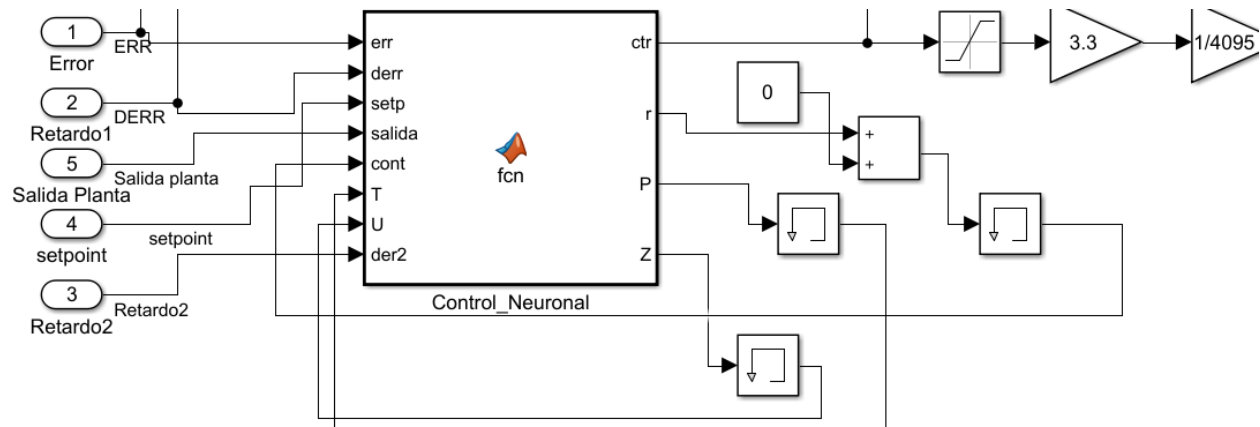 1
ERR
Error
2
DERR
Retardo1
5
Salida planta
Salida Planta
4
setpoint
setpoint
3
Retardo2
Retardo2
err
derr
setp
salida
cont
T
U
der2
fcn
ctr
r
P
Z
Control_Neuronal
0
+
+
3.3
1/4095